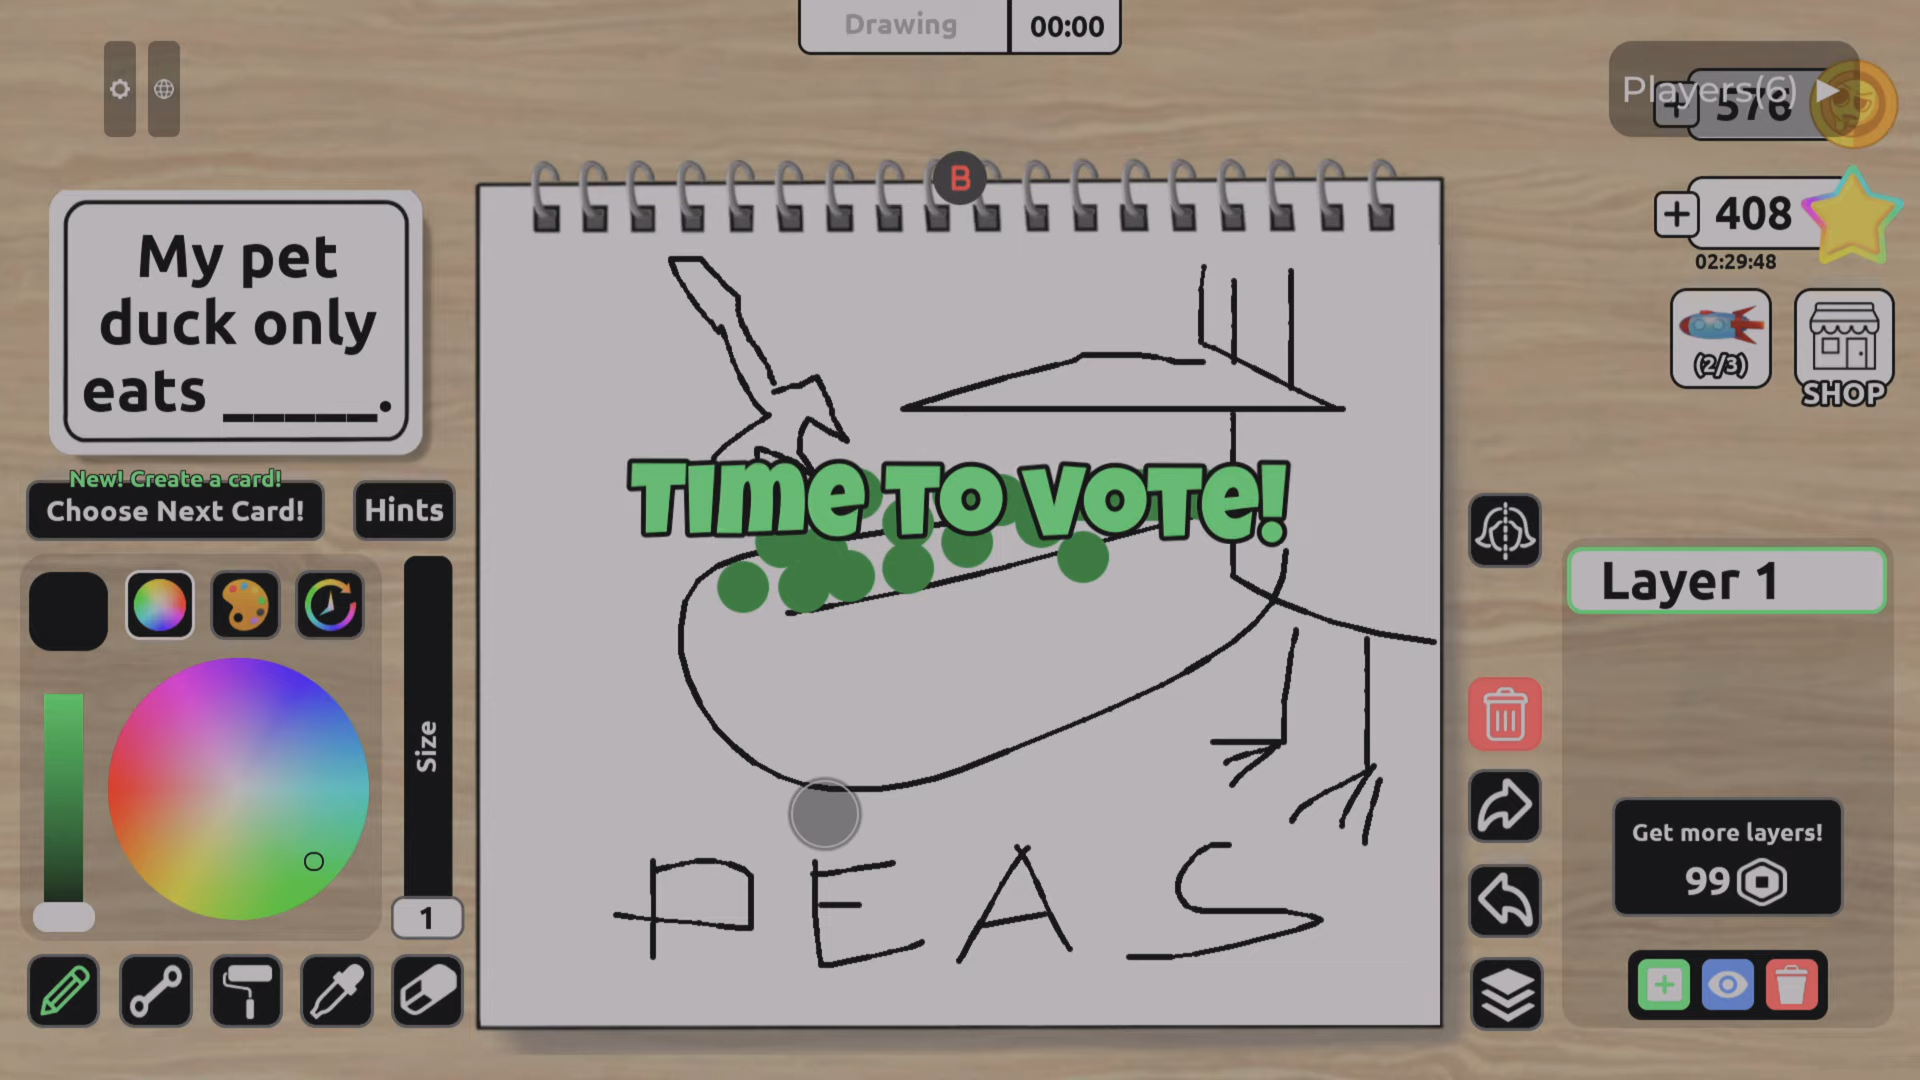 Drawing 00:00
Players(6)
576
My pet
duck only
eats _____.
408
02:29:48
(2/3)
SHOP
B
TIME TO VOTE!
New! Create a card!
Choose Next Card!
Hints
Size
1
Layer 1
Get more layers!
99
PEAS